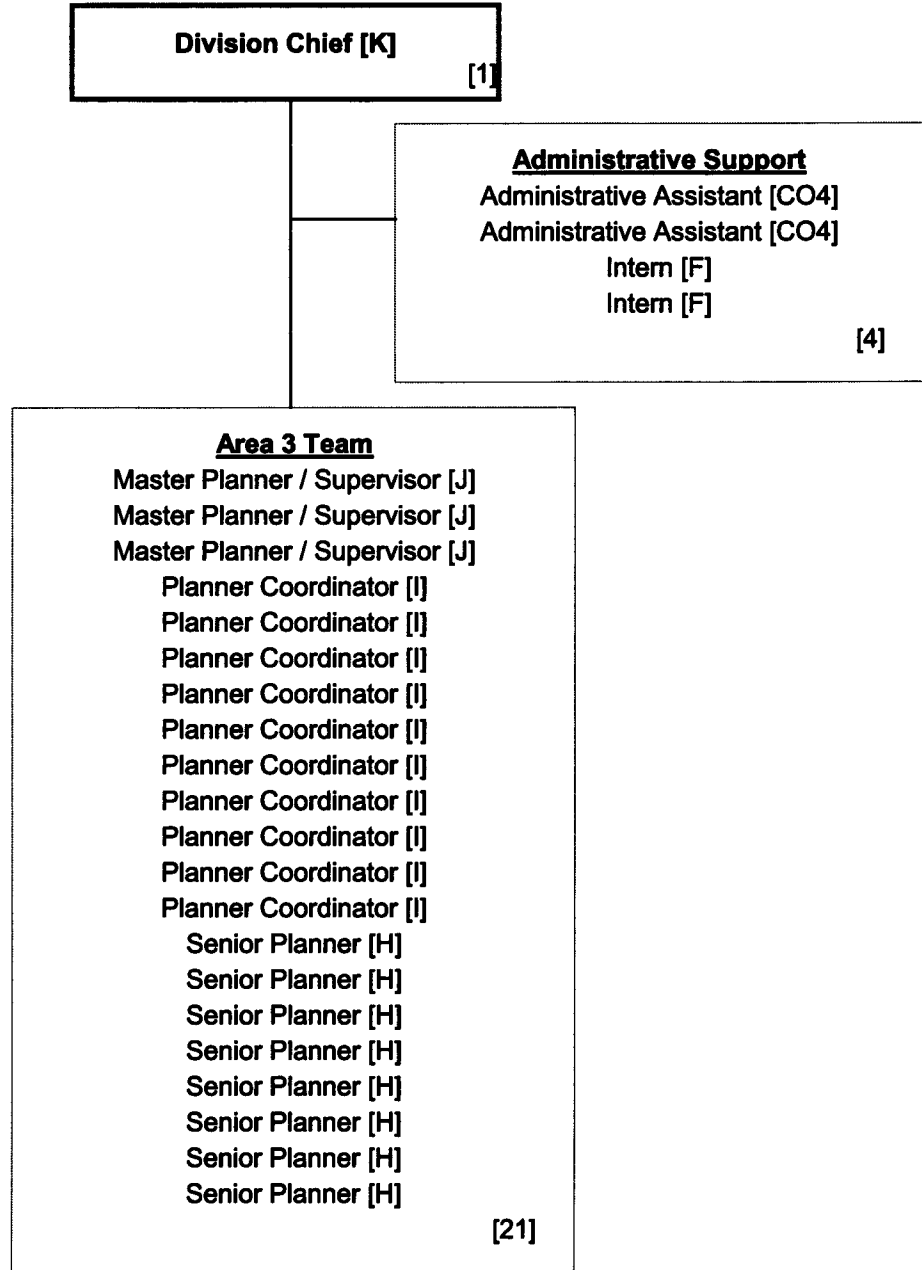 Division Chief [K]
[1]
Administrative Support
Administrative Assistant [CO4]
Administrative Assistant [CO4]
Intern [F]
Intern [F]
[4]
Area 3 Team
Master Planner / Supervisor [J]
Master Planner / Supervisor [J]
Master Planner / Supervisor [J]
Planner Coordinator [I]
Planner Coordinator [I]
Planner Coordinator [I]
Planner Coordinator [I]
Planner Coordinator [I]
Planner Coordinator [I]
Planner Coordinator [I]
Planner Coordinator [I]
Planner Coordinator [I]
Planner Coordinator [I]
Senior Planner [H]
Senior Planner [H]
Senior Planner [H]
Senior Planner [H]
Senior Planner [H]
Senior Planner [H]
Senior Planner [H]
Senior Planner [H]
[21]